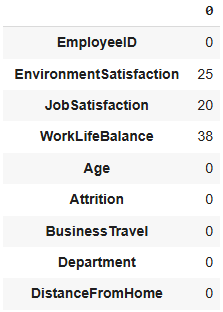 0
EmployeeID 0
EnvironmentSatisfaction 25
JobSatisfaction 20
WorkLifeBalance 38
Age 0
Attrition 0
BusinessTravel 0
Department 0
DistanceFromHome 0